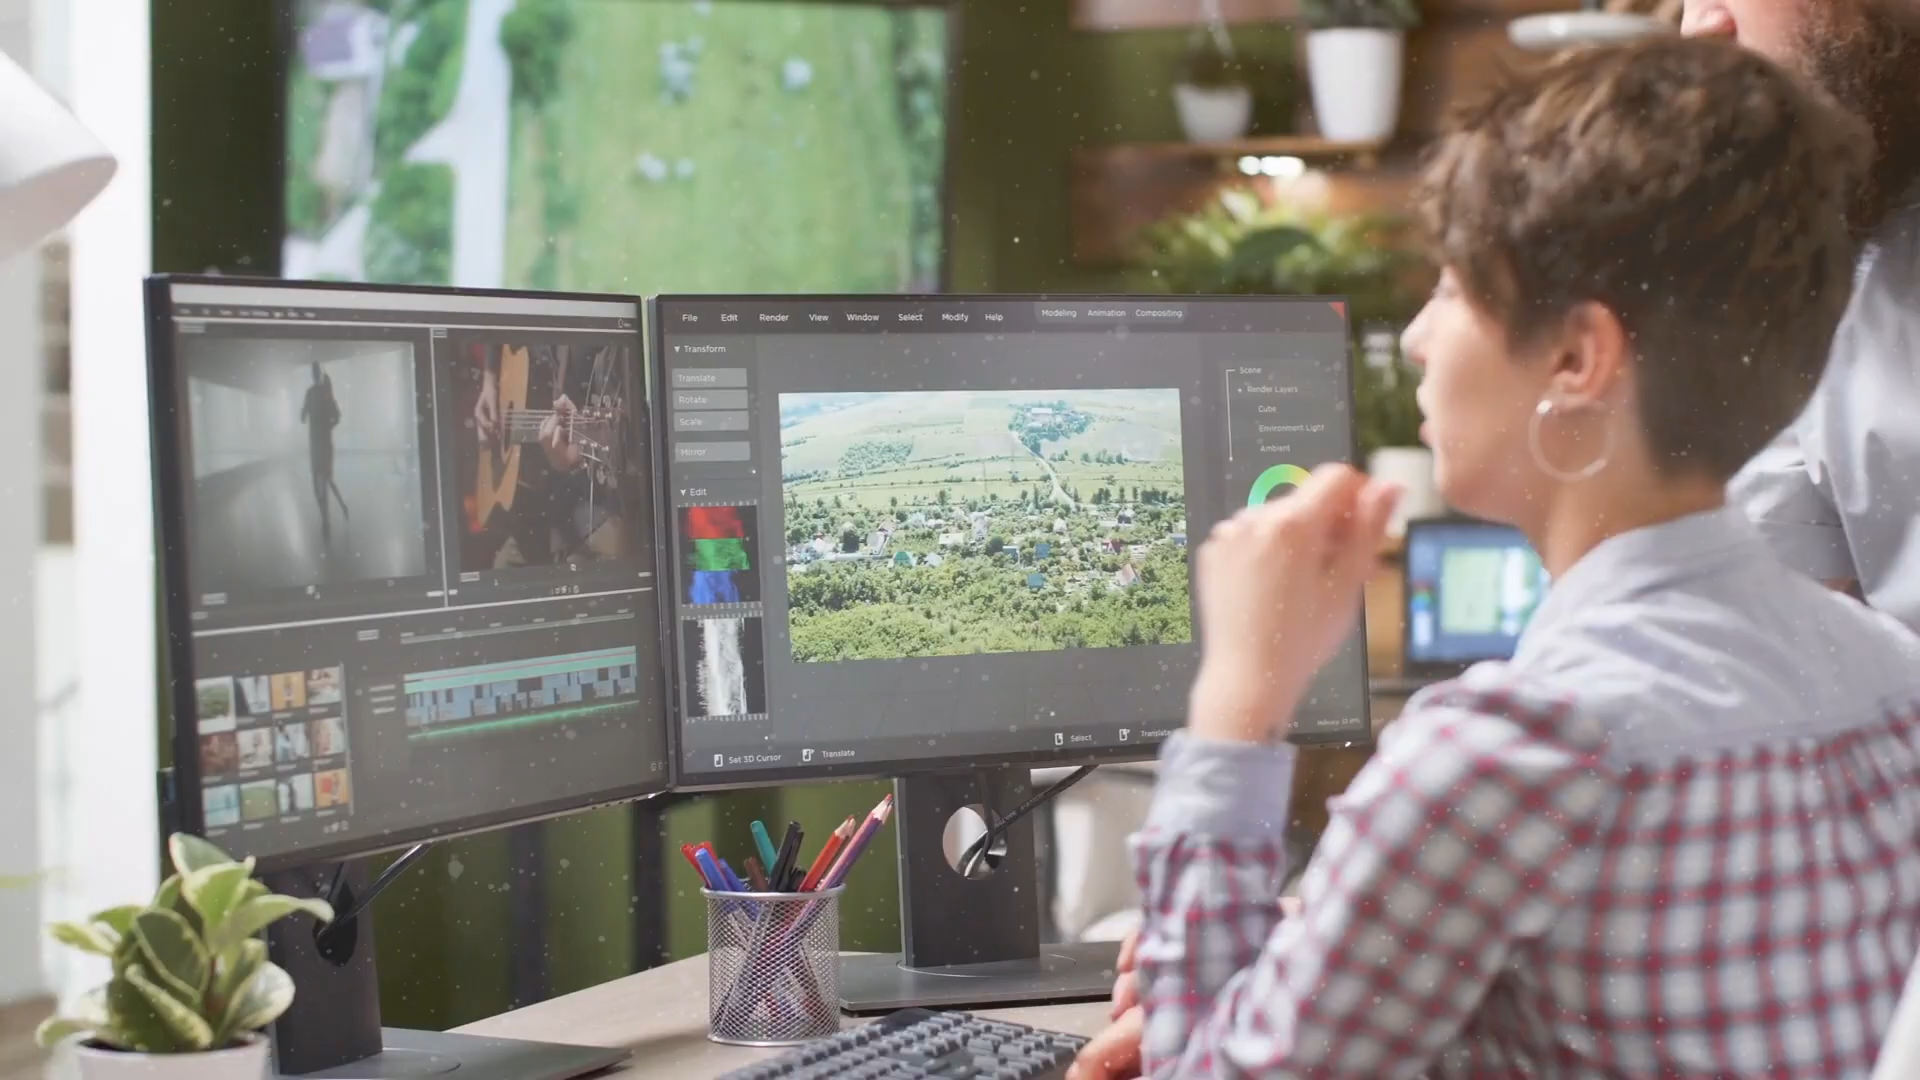 File Edit Render View Window Select Modify Help
Modeling Animation Compositing
Transform
Translate
Rotate
Scale
Mirror
Edit
Scene
Render Layers
Cube
Environment Light
Ambient
Set 3D Cursor
Translate
Select
Translate